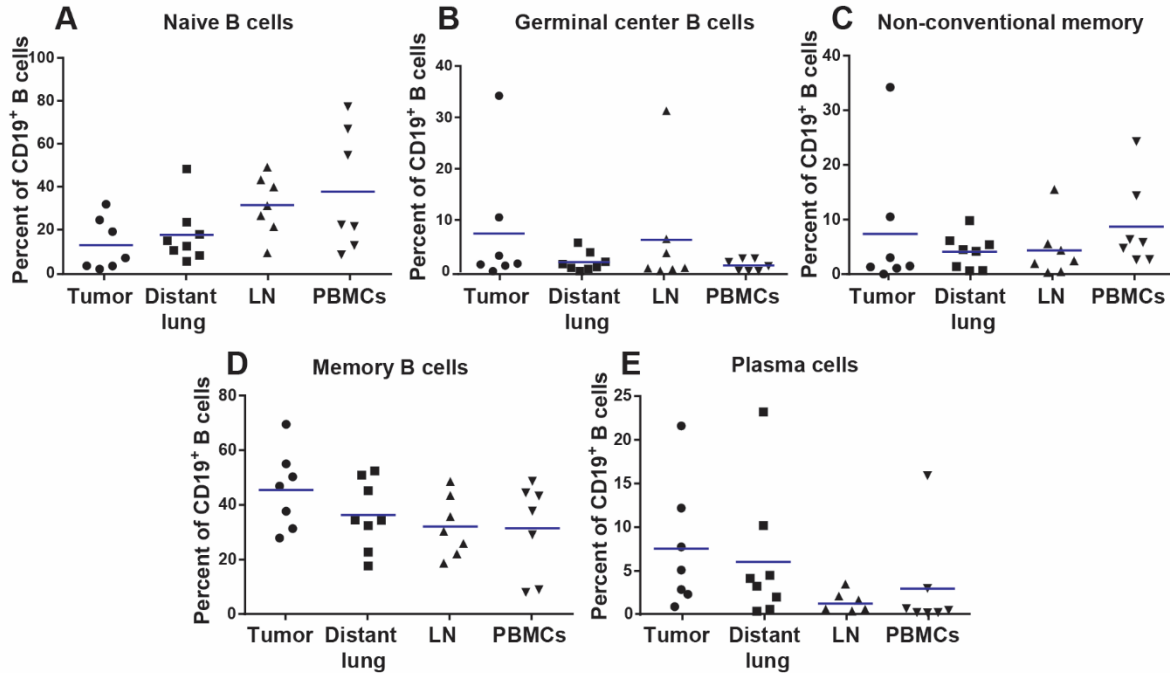 A
Naive B cells
Percent of CD19+ B cells
100
80
60
40
20
0
Tumor Distant LN PBMCs
lung
B
Germinal center B cells
Percent of CD19+ B cells
40
30
20
10
0
Tumor Distant LN PBMCs
lung
C
Non-conventional memory
Percent of CD19+ B cells
40
30
20
10
0
Tumor Distant LN PBMCs
lung
D
Memory B cells
Percent of CD19+ B cells
80
60
40
20
0
Tumor Distant LN PBMCs
lung
E
Plasma cells
Percent of CD19+ B cells
25
20
15
10
5
0
Tumor Distant LN PBMCs
lung